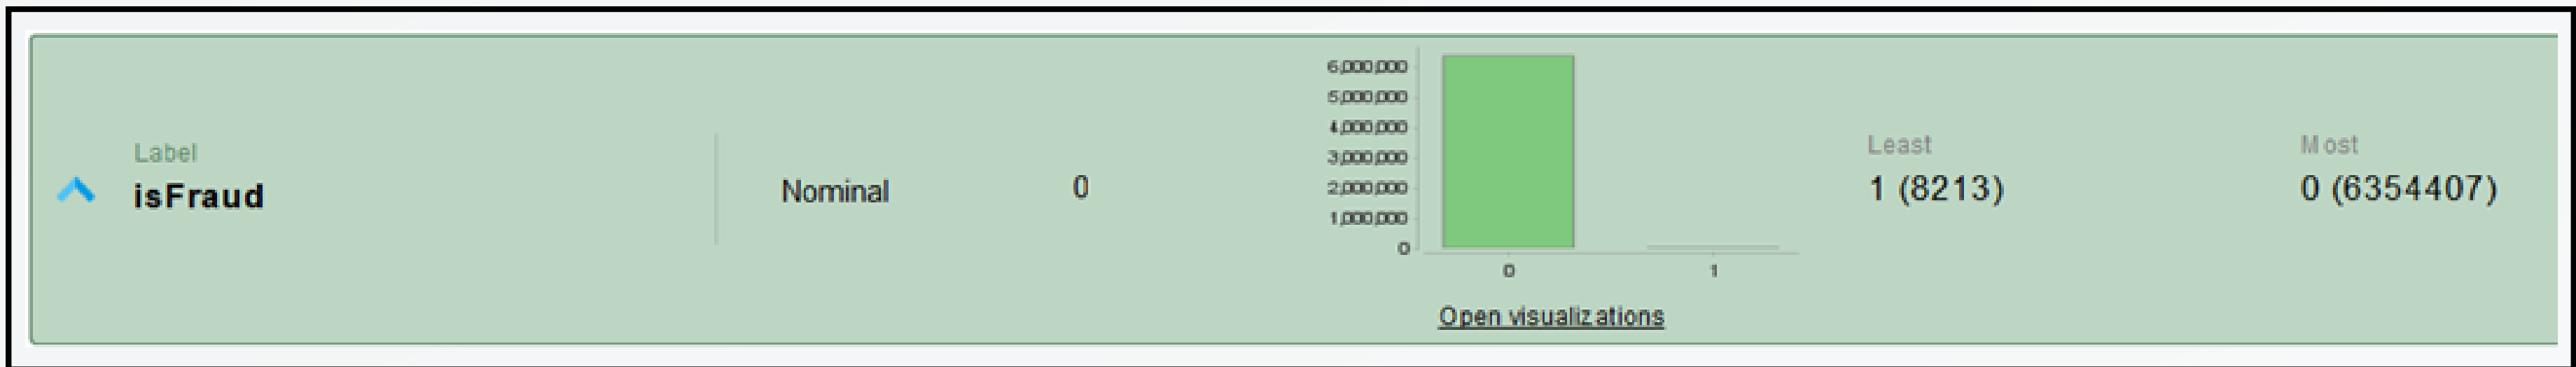 Label
isFraud
Nominal
0
6,000,000
5,000,000
4,000,000
3,000,000
2,000,000
1,000,000
0
0 1
Open visualizations
Least
1 (8213)
Most
0 (6354407)